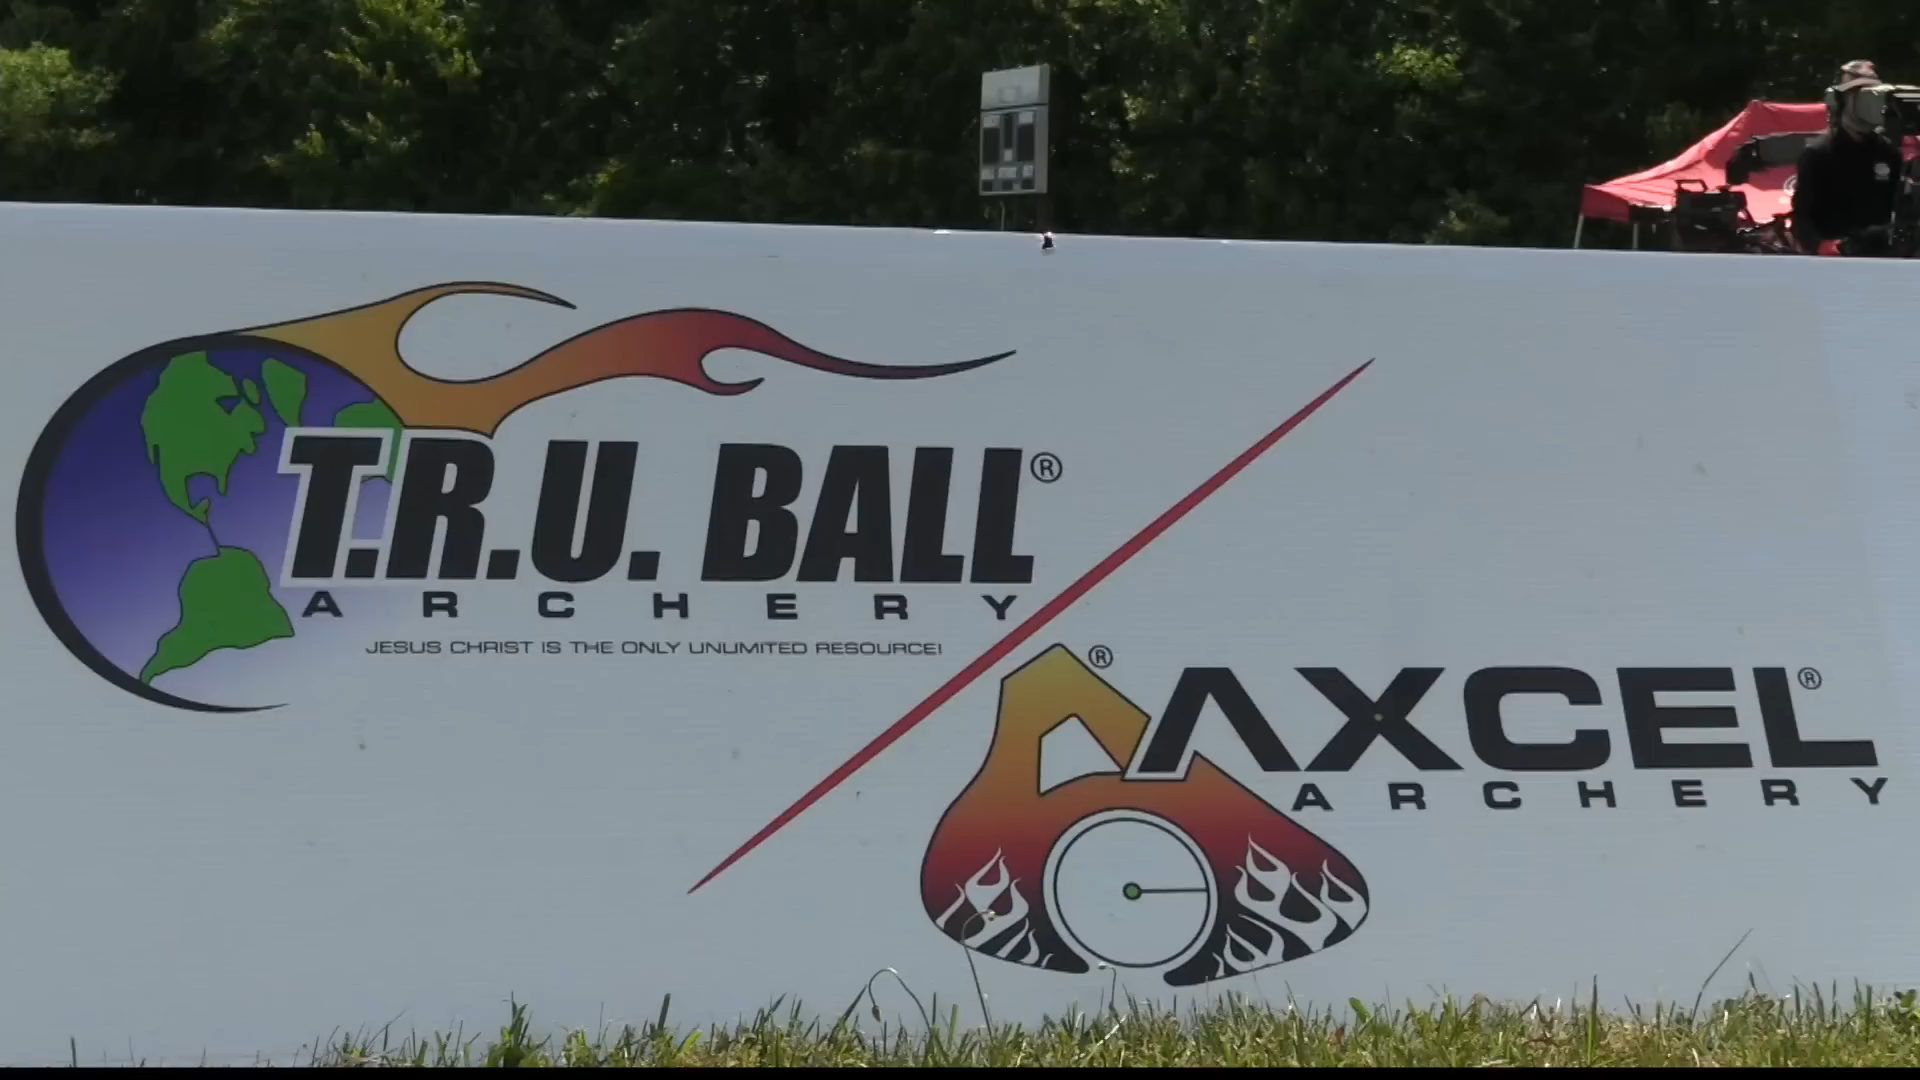 T.R.U. BALL®
ARCHERY
JESUS CHRIST IS THE ONLY UNLIMITED RESOURCE!
®
AXCEL®
ARCHERY